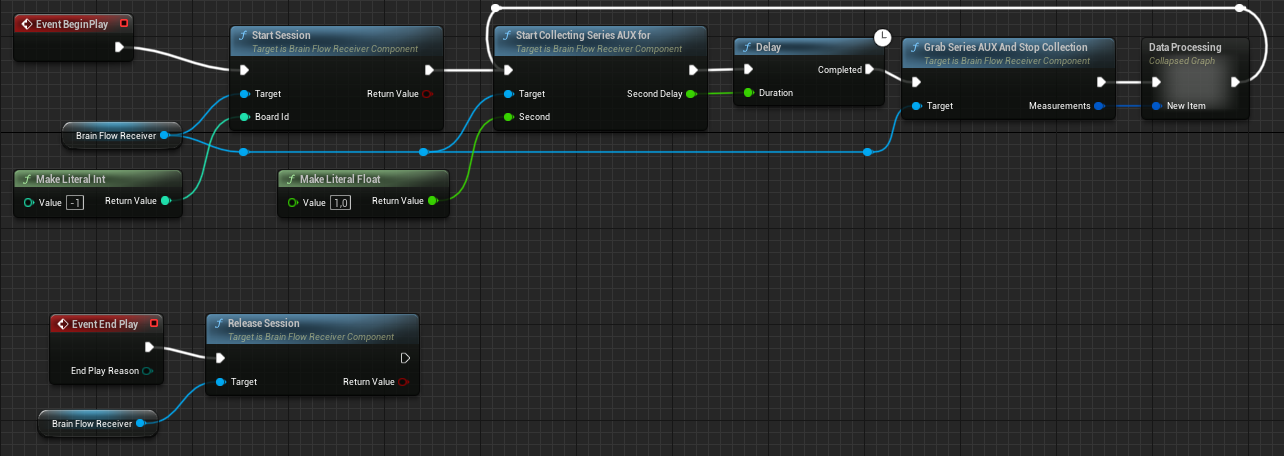 Event BeginPlay
f Start Session
Target is Brain Flow Receiver Component
Target
Return Value
Board Id
f Start Collecting Series AUX for
Target is Brain Flow Receiver Component
Target
Second Delay
Second
f Delay
Completed
Duration
f Grab Series AUX And Stop Collection
Target is Brain Flow Receiver Component
Target
Measurements
Data Processing
Collapsed Graph
New Item
Brain Flow Receiver
f Make Literal Int
Value -1
Return Value
f Make Literal Float
Value 1,0
Return Value
Event End Play
End Play Reason
f Release Session
Target is Brain Flow Receiver Component
Target
Return Value
Brain Flow Receiver